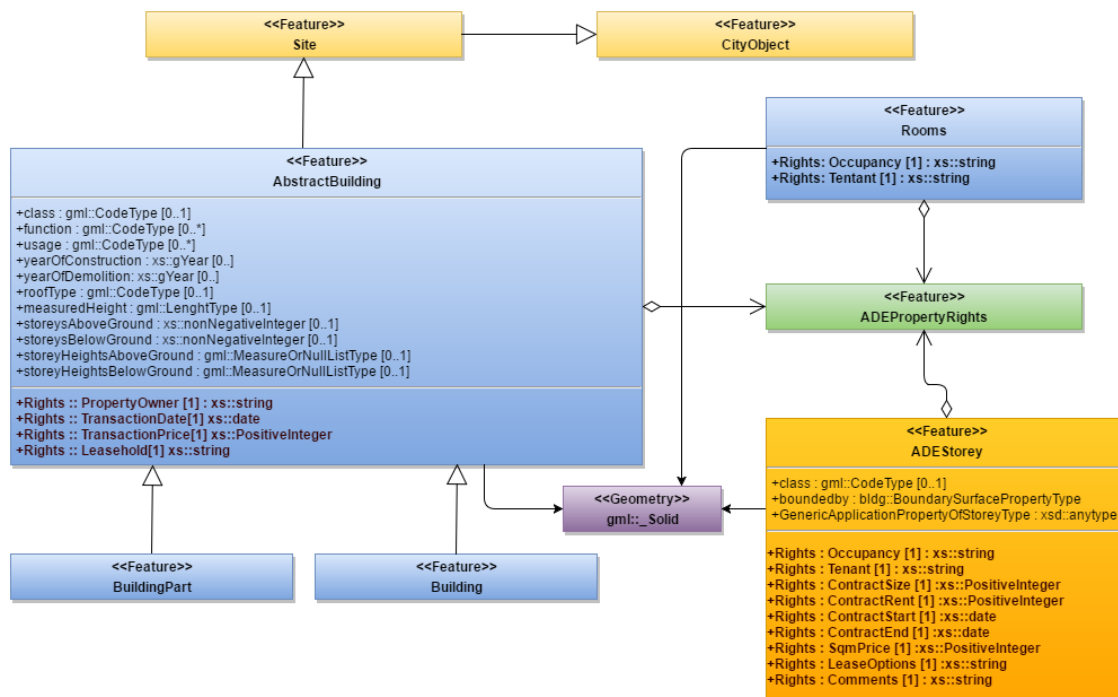 <<Feature>>
Site
<<Feature>>
CityObject
<<Feature>>
AbstractBuilding
+class : gml::CodeType [0..1]
+function : gml::CodeType [0..*]
+usage : gml::CodeType [0..*]
+yearOfConstruction : xs::gYear [0..]
+yearOfDemolition: xs::gYear [0..]
+roofType : gml::CodeType [0..1]
+measuredHeight : gml::LenghtType [0..1]
+storeysAboveGround : xs::nonNegativeInteger [0..1]
+storeysBelowGround : xs::nonNegativeInteger [0..1]
+storeyHeightsAboveGround : gml::MeasureOrNullListType [0..1]
+storeyHeightsBelowGround : gml::MeasureOrNullListType [0..1]
+Rights :: PropertyOwner [1] : xs::string
+Rights :: TransactionDate[1] xs::date
+Rights :: TransactionPrice[1] xs::PositiveInteger
+Rights :: Leasehold[1] xs::string
<<Feature>>
Rooms
+Rights: Occupancy [1] : xs::string
+Rights: Tentant [1] : xs::string
<<Feature>>
ADEPropertyRights
<<Feature>>
ADEStorey
+class : gml::CodeType [0..1]
+boundedby : bldg::BoundarySurfacePropertyType
+GenericApplicationPropertyOfStoreyType : xsd::anytype
+Rights : Occupancy [1] : xs::string
+Rights : Tenant [1] : xs::string
+Rights : ContractSize [1] :xs::PositiveInteger
+Rights : ContractRent [1] :xs::PositiveInteger
+Rights : ContractStart [1] :xs::date
+Rights : ContractEnd [1] :xs::date
+Rights : SqmPrice [1] :xs::PositiveInteger
+Rights : LeaseOptions [1] :xs::string
+Rights : Comments [1] : xs::string
<<Geometry>>
gml::_Solid
<<Feature>>
BuildingPart
<<Feature>>
Building